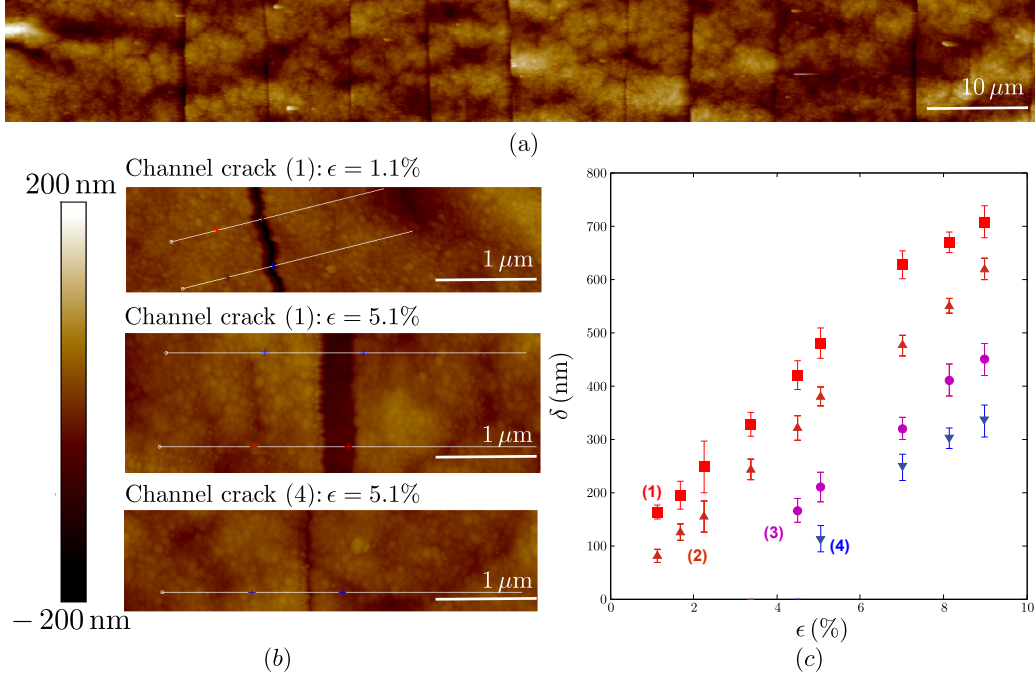 10 μm
(a)
Channel crack (1): ϵ = 1.1%
200 nm
1 μm
Channel crack (1): ϵ = 5.1%
1 μm
Channel crack (4): ϵ = 5.1%
1 μm
− 200 nm
(b)
800
700
600
500
400
300
200
100
0
δ (nm)
(1)
(2)
(3)
(4)
0
2
4
6
8
10
ϵ (%)
(c)